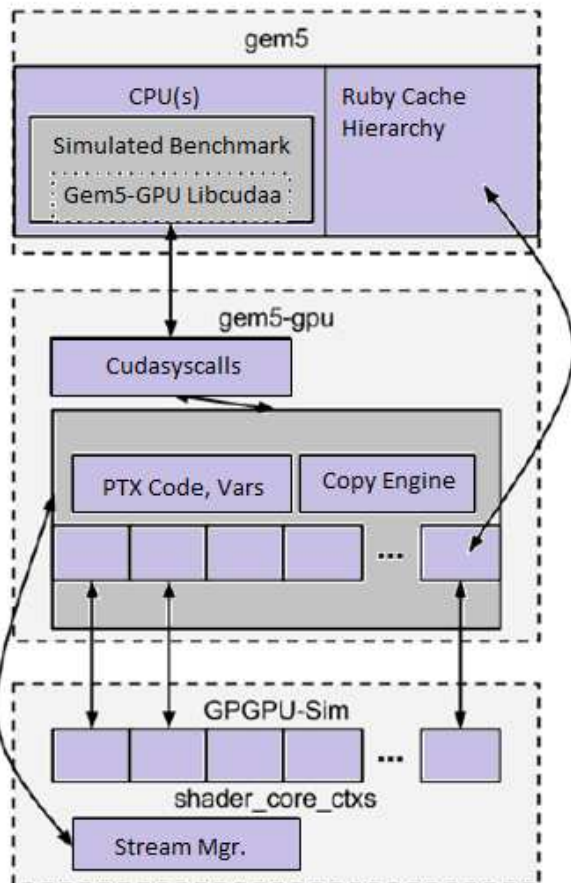 gem5
CPU(s)
Ruby Cache
Hierarchy
Simulated Benchmark
Gem5-GPU Libcudaa
gem5-gpu
Cudasyscalls
PTX Code, Vars
Copy Engine
...
GPGPU-Sim
...
shader_core_ctxs
Stream Mgr.